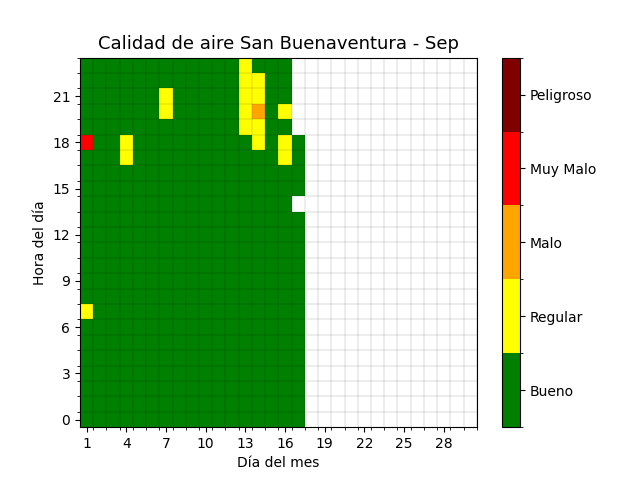 Calidad de aire San Buenaventura - Sep
Hora del día
21
18
15
12
9
6
3
0
1 4 7 10 13 16 19 22 25 28
Día del mes
Peligroso
Muy Malo
Malo
Regular
Bueno